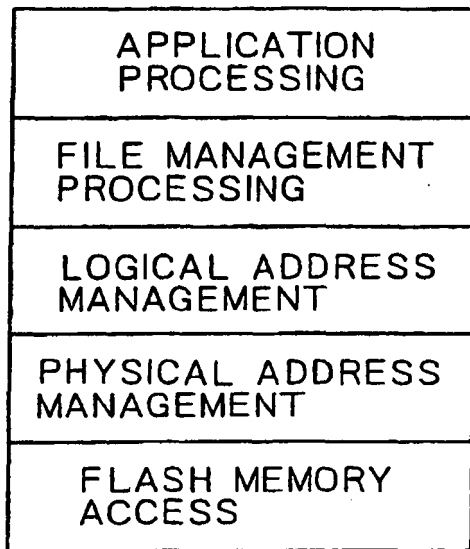 APPLICATION
PROCESSING
FILE MANAGEMENT
PROCESSING
LOGICAL ADDRESS
MANAGEMENT
PHYSICAL ADDRESS
MANAGEMENT
FLASH MEMORY
ACCESS